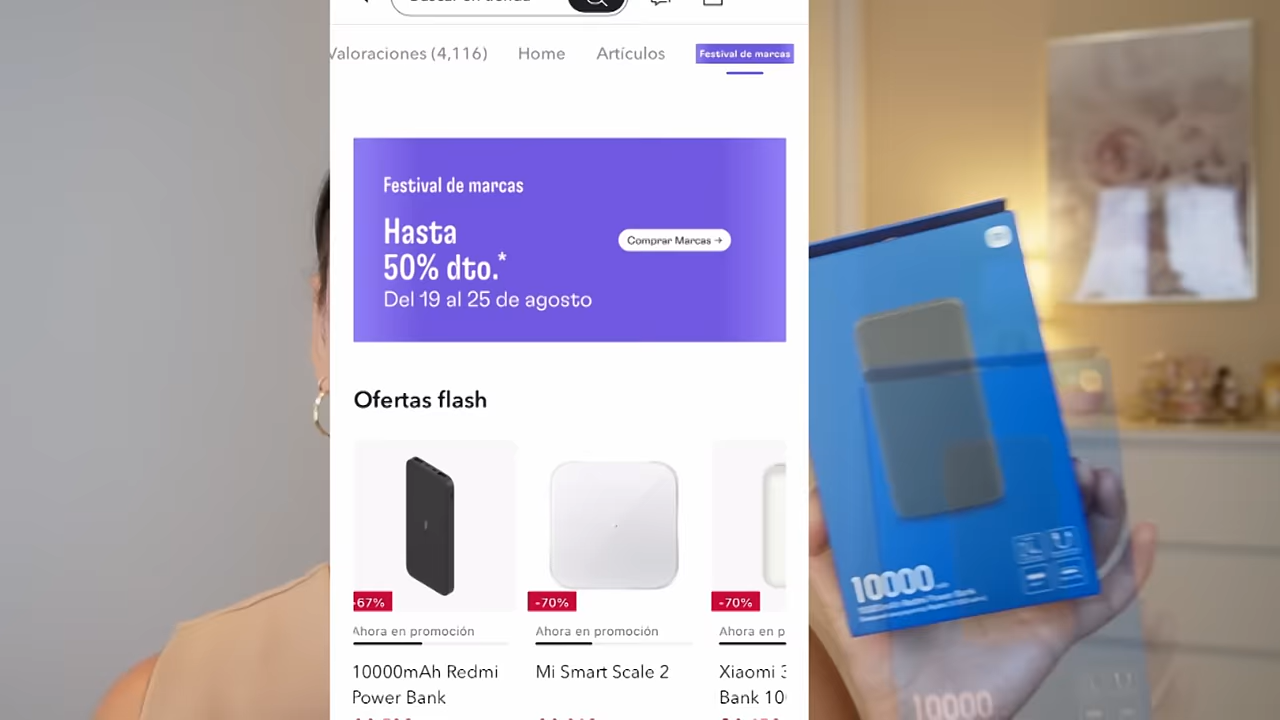 Valoraciones (4,116)
Home
Artículos
Festival de marcas
Festival de marcas
Hasta
50% dto.*
Del 19 al 25 de agosto
Comprar Marcas →
Ofertas flash
-67%
-70%
-70%
Ahora en promoción
Ahora en promoción
Ahora en p
10000mAh Redmi
Power Bank
Mi Smart Scale 2
Xiaomi 3
Bank 10
10000
10000